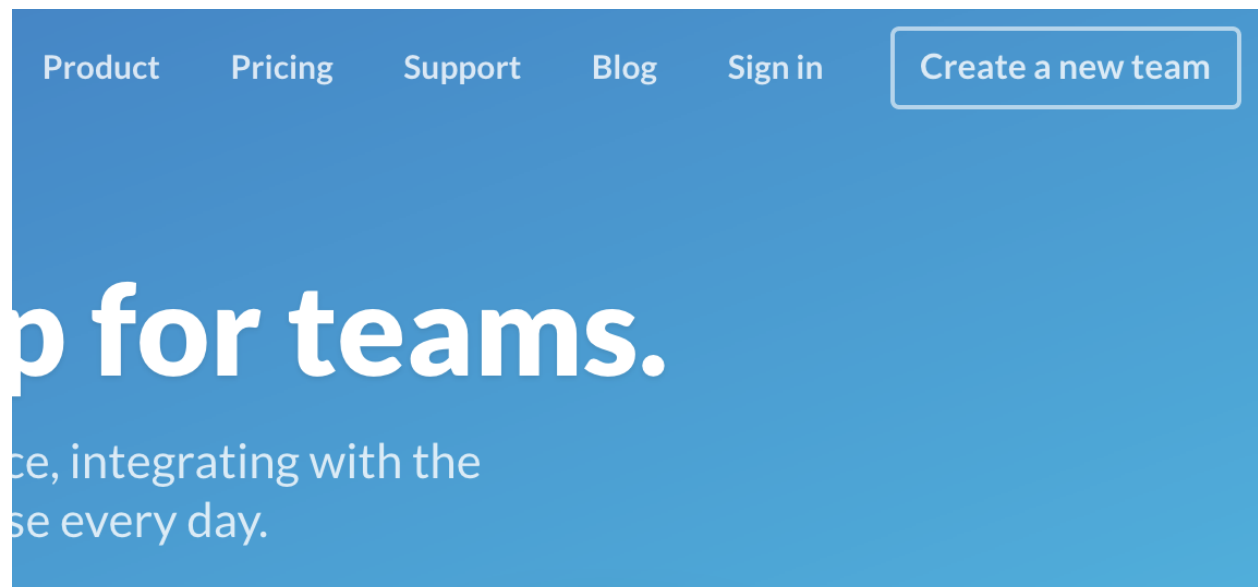 Product Pricing Support Blog Sign in Create a new team
p for teams.
ce, integrating with the
se every day.